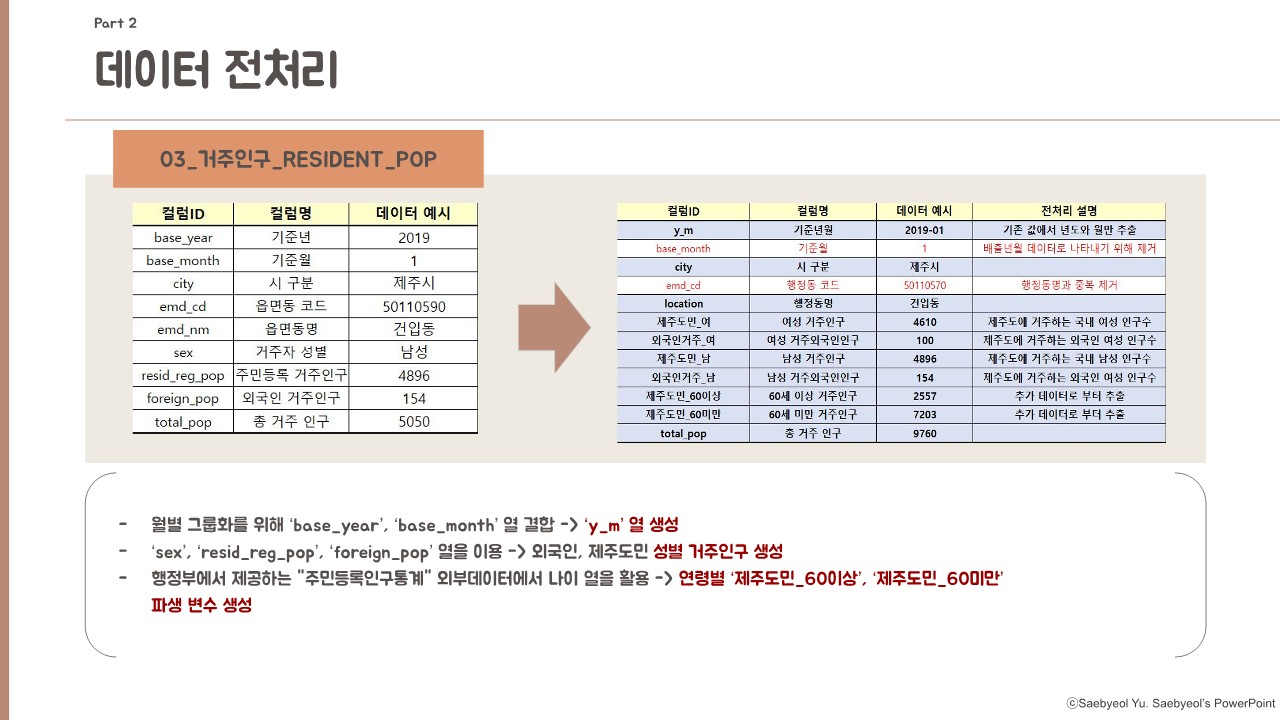 Part 2
데이터 전처리
03_거주인구_RESIDENT_POP
컬럼ID 컬럼명 데이터 예시
base_year 기준년 2019
base_month 기준월 1
city 시 구분 제주시
emd_cd 읍면동 코드 50110590
emd_nm 읍면동명 건입동
sex 거주자 성별 남성
resid_reg_pop 주민등록 거주인구 4896
foreign_pop 외국인 거주인구 154
total_pop 총 거주 인구 5050
컬럼ID 컬럼명 데이터 예시 전처리 설명
y_m 기준년월 2019-01 기존 값에서 년도와 월만 추출
base_month 기준월 1 배출년월 데이터로 나타내기 위해 제거
city 시 구분 제주시
emd_cd 행정동 코드 50110570 행정동명과 중복 제거
location 행정동명 건입동
제주도민_여 여성 거주인구 4610 제주도에 거주하는 국내 여성 인구수
외국인거주_여 여성 거주외국인인구 100 제주도에 거주하는 외국인 여성 인구수
제주도민_남 남성 거주인구 4896 제주도에 거주하는 국내 남성 인구수
외국인거주_남 남성 거주외국인인구 154 제주도에 거주하는 외국인 여성 인구수
제주도민_60이상 60세 이상 거주인구 2557 추가 데이터로 부터 추출
제주도민_60미만 60세 미만 거주인구 7203 추가 데이터로 부터 추출
total_pop 총 거주 인구 9760
- 월별 그룹화를 위해 ‘base_year’, ‘base_month’ 열 결합 -> ‘y_m’ 열 생성
- ‘sex’, ‘resid_reg_pop’, ‘foreign_pop’ 열을 이용 -> 외국인, 제주도민 성별 거주인구 생성
- 행정부에서 제공하는 "주민등록인구통계" 외부데이터에서 나이 열을 활용 -> 연령별 ‘제주도민_60이상’, ‘제주도민_60미만’
파생 변수 생성
ⓒSaebyeol Yu. Saebyeol’s PowerPoint